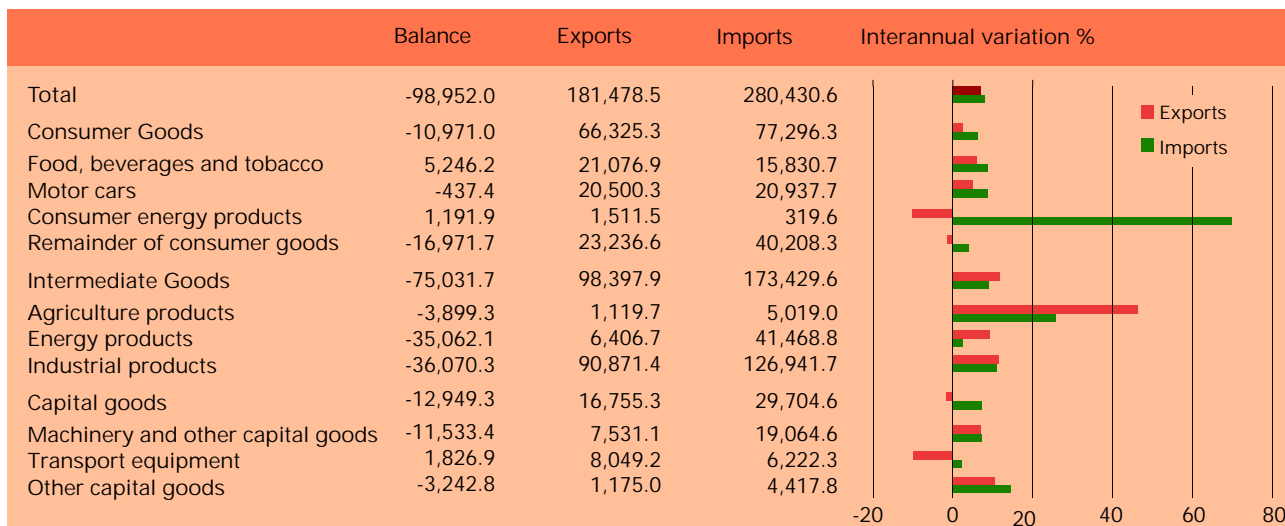 Balance Exports Imports Interannual variation %
Total -98,952.0 181,478.5 280,430.6
Consumer Goods -10,971.0 66,325.3 77,296.3
Food, beverages and tobacco 5,246.2 21,076.9 15,830.7
Motor cars -437.4 20,500.3 20,937.7
Consumer energy products 1,191.9 1,511.5 319.6
Remainder of consumer goods -16,971.7 23,236.6 40,208.3
Intermediate Goods -75,031.7 98,397.9 173,429.6
Agriculture products -3,899.3 1,119.7 5,019.0
Energy products -35,062.1 6,406.7 41,468.8
Industrial products -36,070.3 90,871.4 126,941.7
Capital goods -12,949.3 16,755.3 29,704.6
Machinery and other capital goods -11,533.4 7,531.1 19,064.6
Transport equipment 1,826.9 8,049.2 6,222.3
Other capital goods -3,242.8 1,175.0 4,417.8
Exports
Imports
-20 0 20 40 60 80